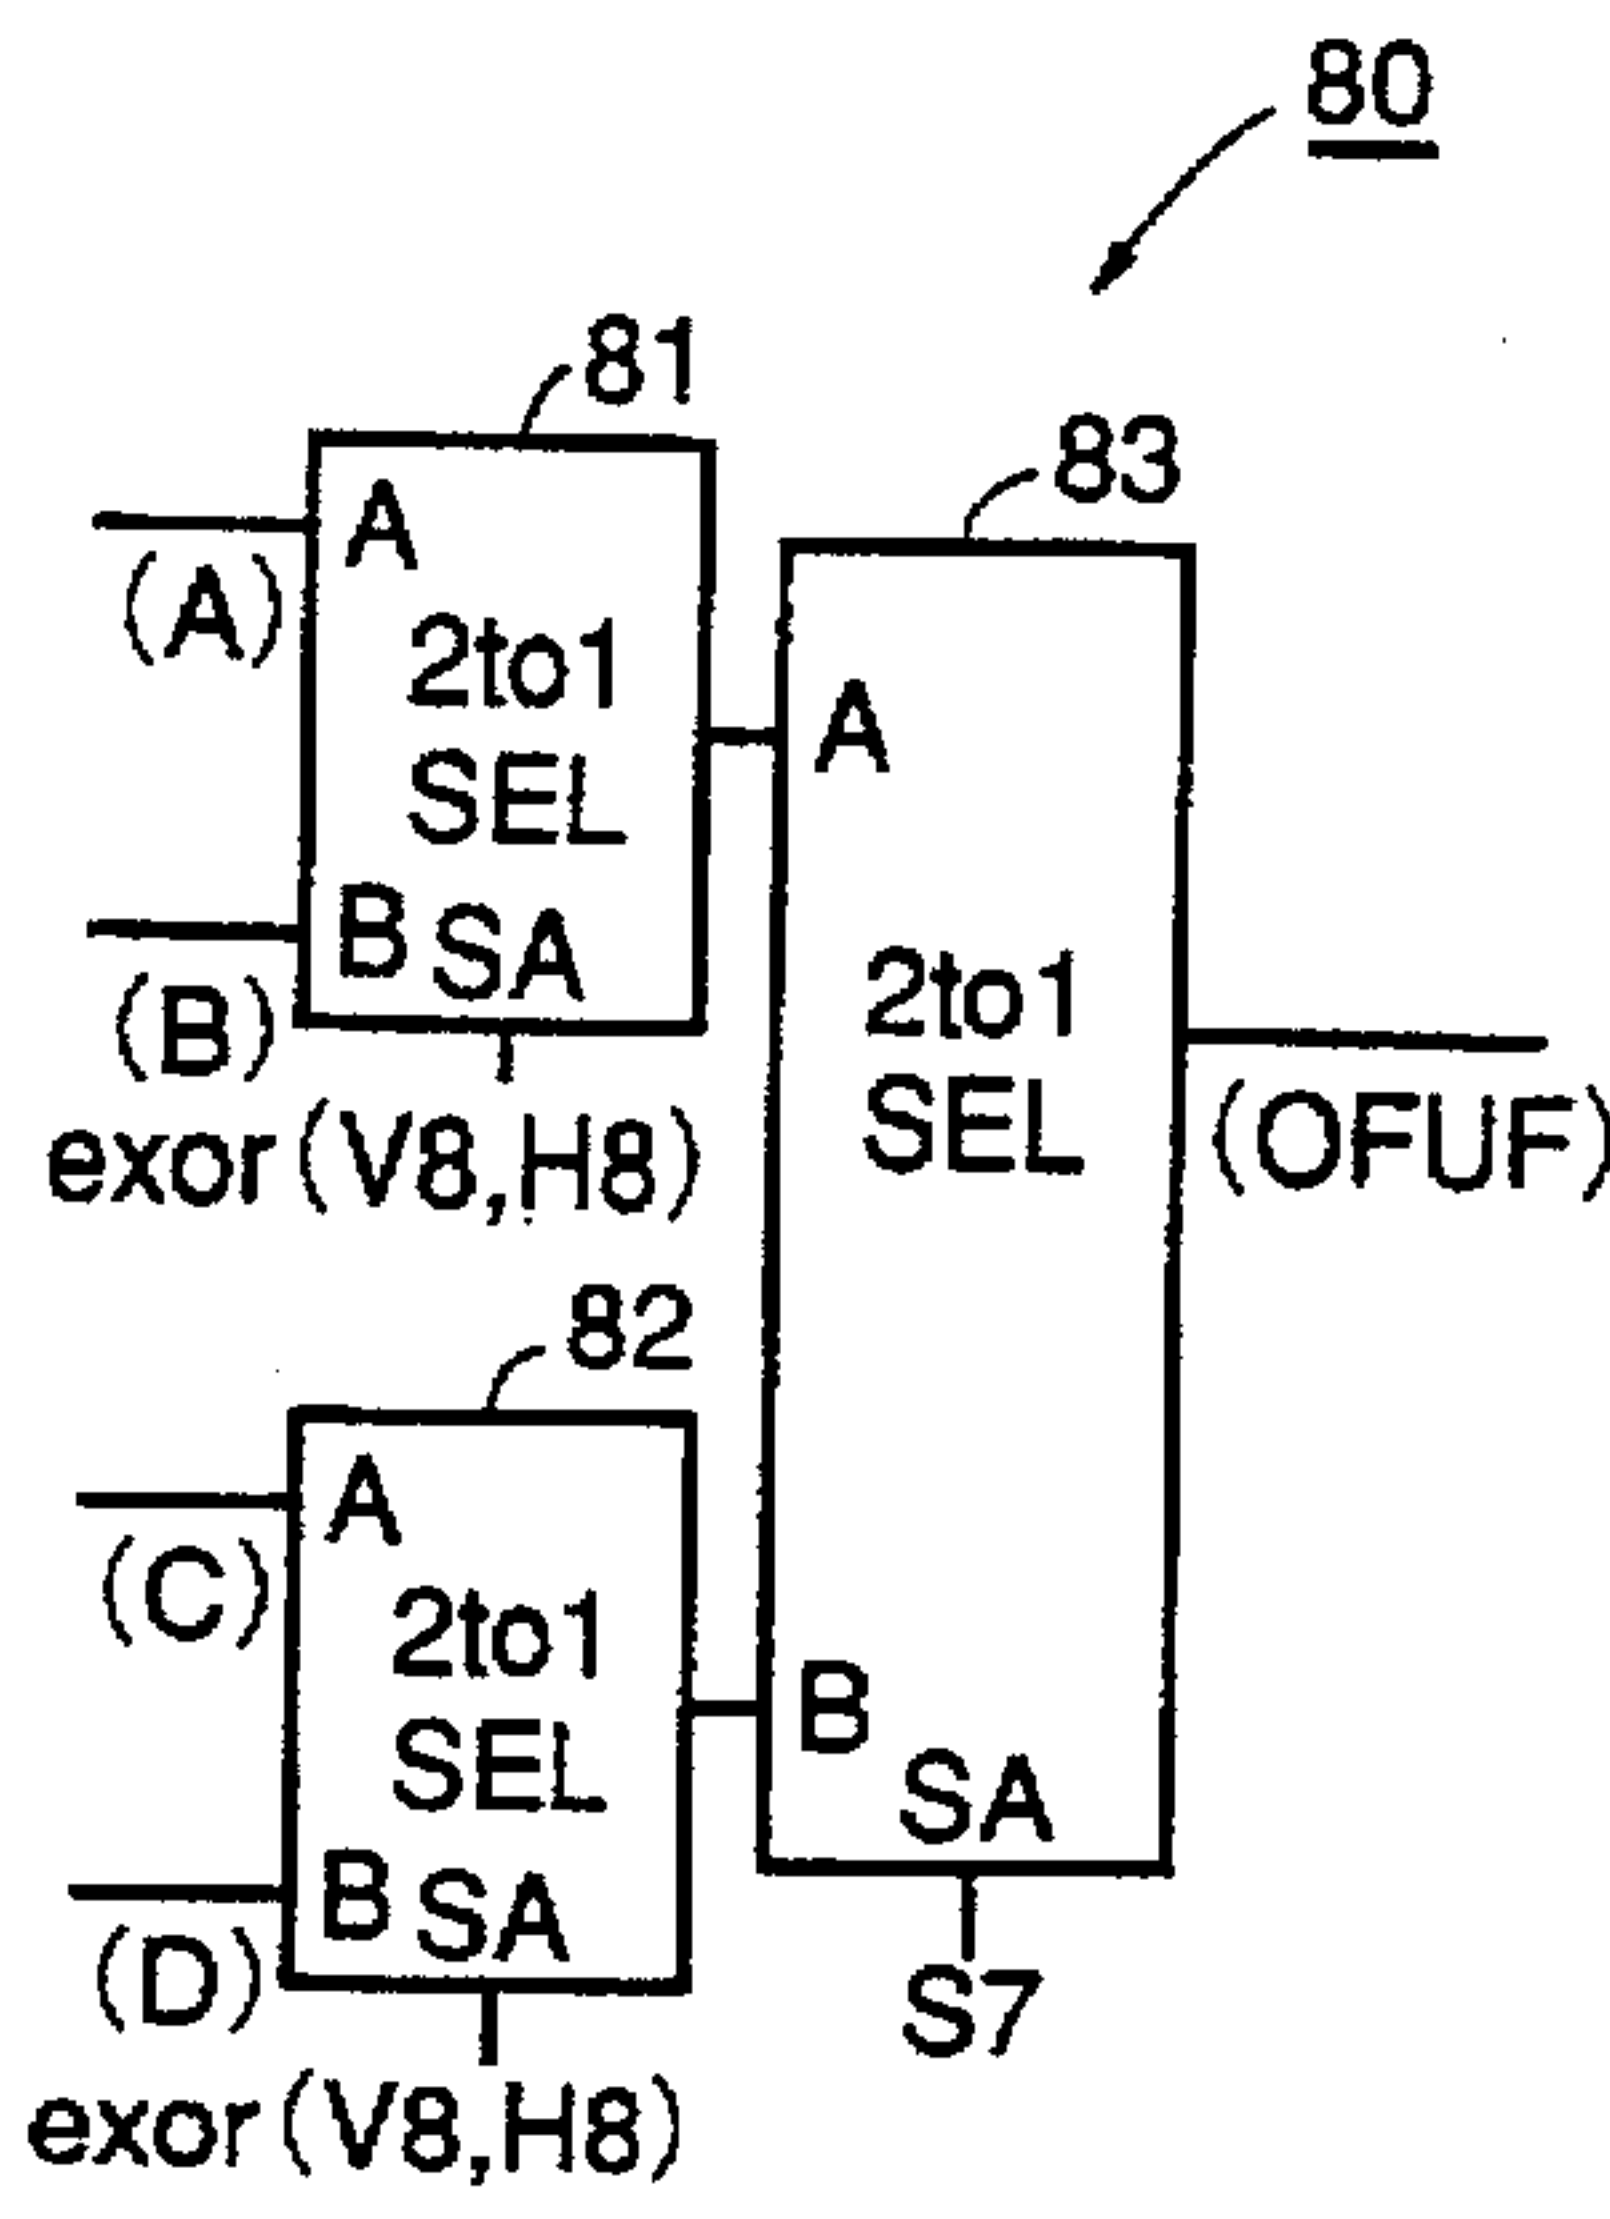 80
81
83
A
(A)
2to1
SEL
A
B SA
(B)
exor(V8,H8)
2to1
SEL
(OFUF)
82
A
(C)
2to1
SEL
B
SA
B SA
(D)
S7
exor(V8,H8)